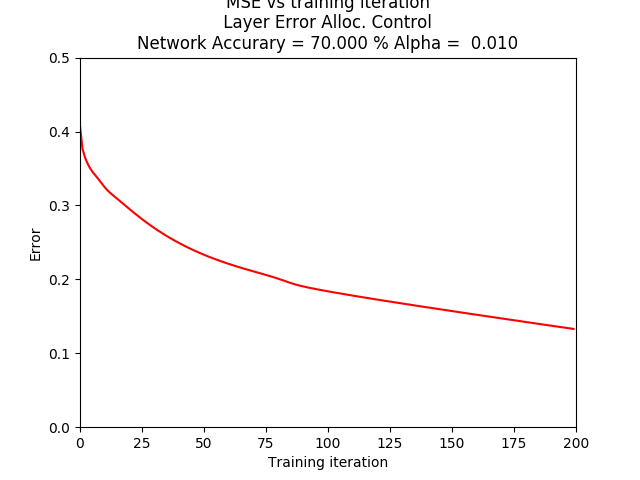 MSE vs training iteration
Layer Error Alloc. Control
Network Accurary = 70.000 % Alpha =  0.010
0.5
0.4
0.3
0.2
0.1
0.0
Error
0 25 50 75 100 125 150 175 200
Training iteration